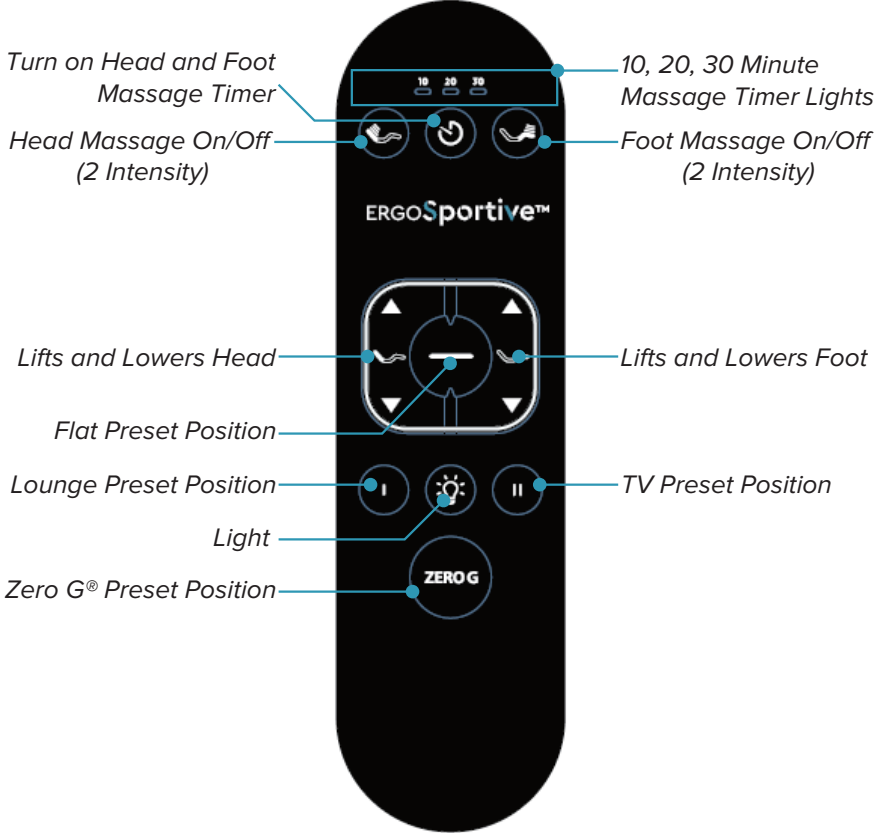 Turn on Head and Foot
Massage Timer
10, 20, 30 Minute
Massage Timer Lights
10 20 30
Head Massage On/Off
(2 Intensity)
Foot Massage On/Off
(2 Intensity)
ERGOSportive™
Lifts and Lowers Head
Lifts and Lowers Foot
Flat Preset Position
Lounge Preset Position
I
II
TV Preset Position
Light
Zero G® Preset Position
ZERO G